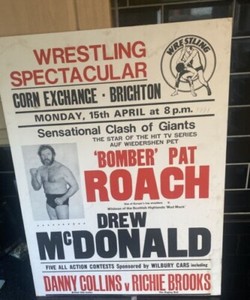 WRESTLING
SPECTACULAR
WRESTLING
CORN EXCHANGE · BRIGHTON
MONDAY, 15th APRIL at 8 p.m.
Sensational Clash of Giants
THE STAR OF THE HIT TV SERIES
AUF WIEDERSHEN PET
'BOMBER' PAT
ROACH
DREW
McDONALD
FIVE ALL ACTION CONTESTS Sponsored by WILBURY CARS including
DANNY COLLINS v RICHIE BROOKS